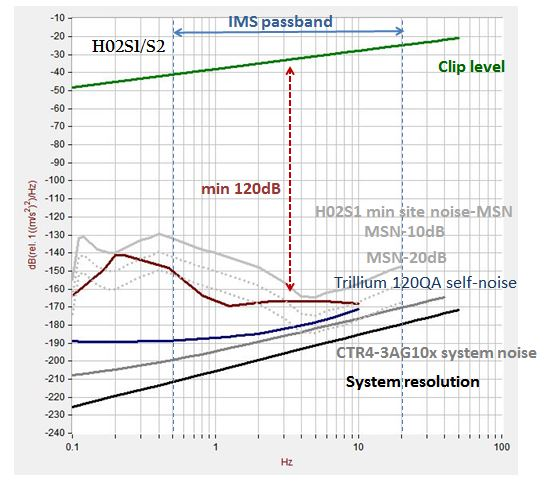 IMS passband
H02S1/S2
Clip level
min 120dB
H02S1 min site noise-MSN
MSN-10dB
MSN-20dB
Trillium 120QA self-noise
CTR4-3AG10x system noise
System resolution
dB(rel. 1((m/s²)²)/Hz)
-10
-20
-30
-40
-50
-60
-70
-80
-90
-100
-110
-120
-130
-140
-150
-160
-170
-180
-190
-200
-210
-220
-230
-240
0.1
1
10
100
Hz